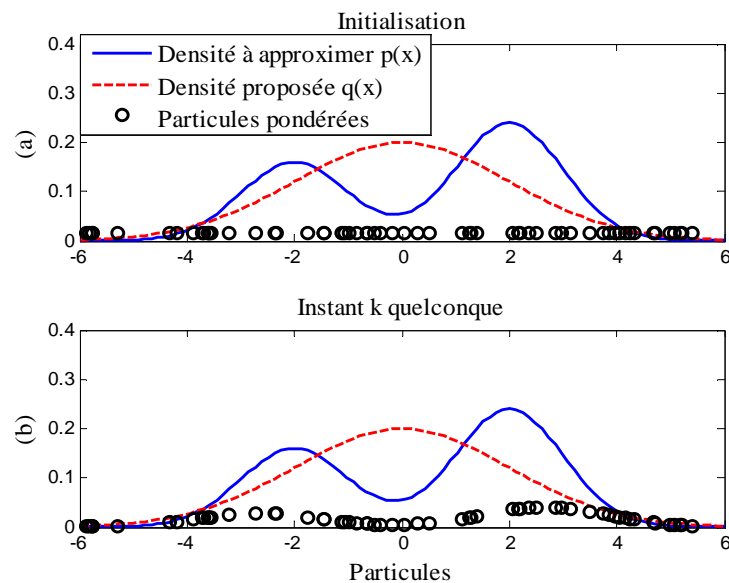 Initialisation
0.4
0.3
0.2
0.1
0
(a)
Densité à approximer p(x)
Densité proposée q(x)
Particules pondérées
-6 -4 -2 0 2 4 6
Instant k quelconque
0.4
0.3
0.2
0.1
0
(b)
-6 -4 -2 0 2 4 6
Particules